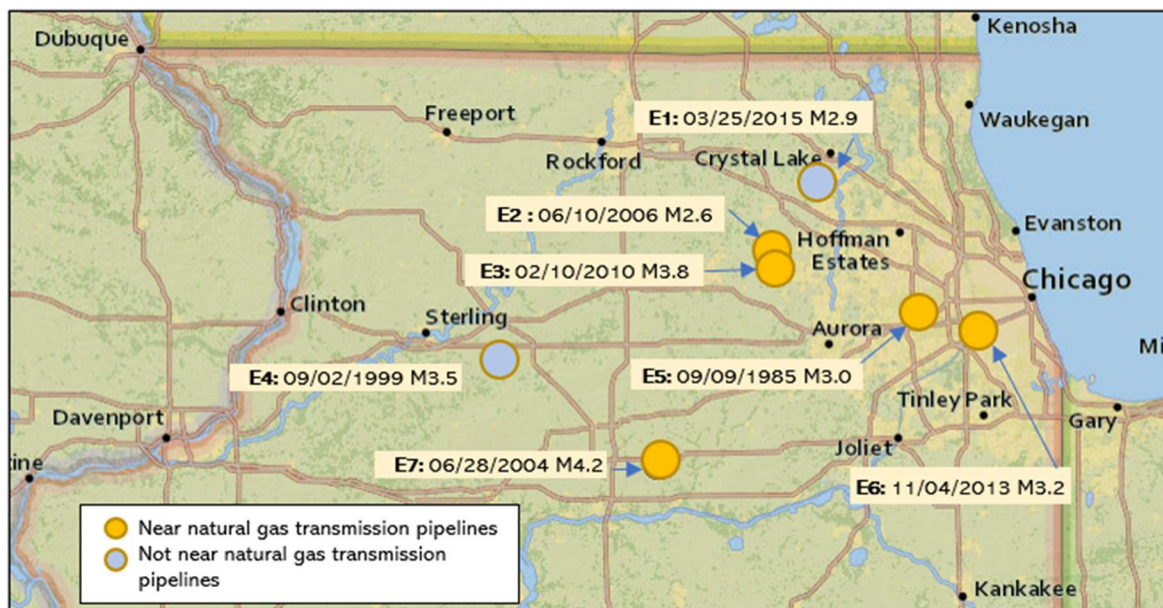 Dubuque
Kenosha
Freeport
E1: 03/25/2015 M2.9
Waukegan
Rockford
Crystal Lake
E2 : 06/10/2006 M2.6
Hoffman
Estates
Evanston
E3: 02/10/2010 M3.8
Chicago
Clinton
Sterling
Aurora
Mi
E4: 09/02/1999 M3.5
E5: 09/09/1985 M3.0
Davenport
Tinley Park
Gary
Joliet
tine
E7: 06/28/2004 M4.2
E6: 11/04/2013 M3.2
Near natural gas transmission pipelines
Not near natural gas transmission
pipelines
Kankakee